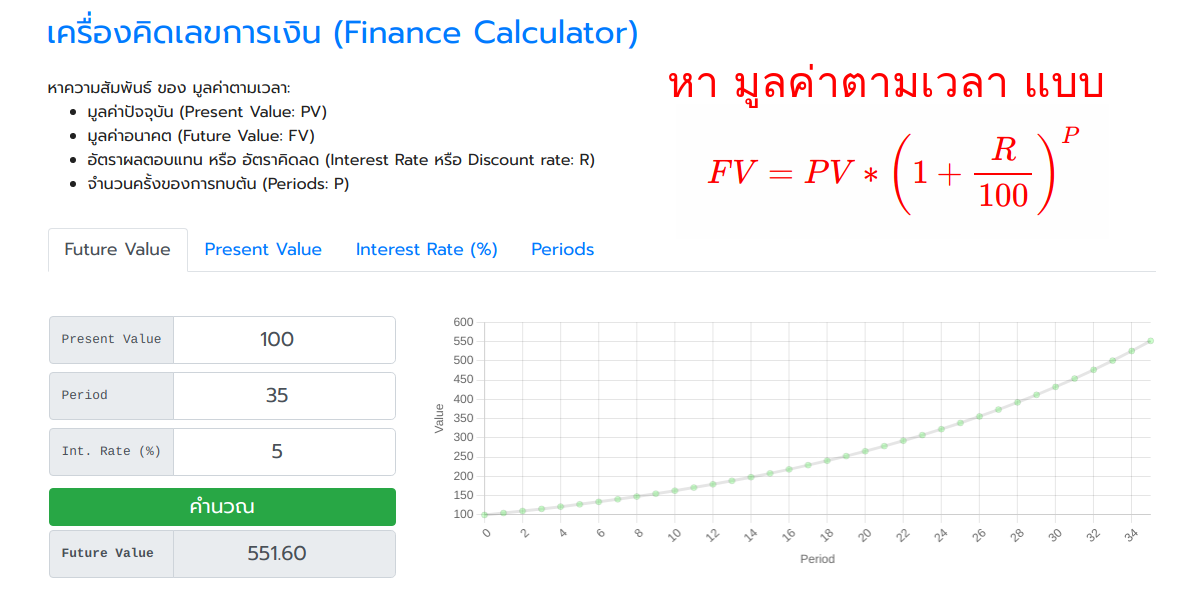 เครื่องคิดเลขการเงิน (Finance Calculator)
หาความสัมพันธ์ ของ มูลค่าตามเวลา:
มูลค่าปัจจุบัน (Present Value: PV)
มูลค่าอนาคต (Future Value: FV)
อัตราผลตอบแทน หรือ อัตราคิดลด (Interest Rate หรือ Discount rate: R)
จำนวนครั้งของการทบต้น (Periods: P)
หา มูลค่าตามเวลา แบบ
FV = PV * (1 + R/100)^P
Future Value Present Value Interest Rate (%) Periods
Present Value 100
Period 35
Int. Rate (%) 5
คำนวณ
Future Value 551.60
Value
600
550
500
450
400
350
300
250
200
150
100
0 2 4 6 8 10 12 14 16 18 20 22 24 26 28 30 32 34
Period